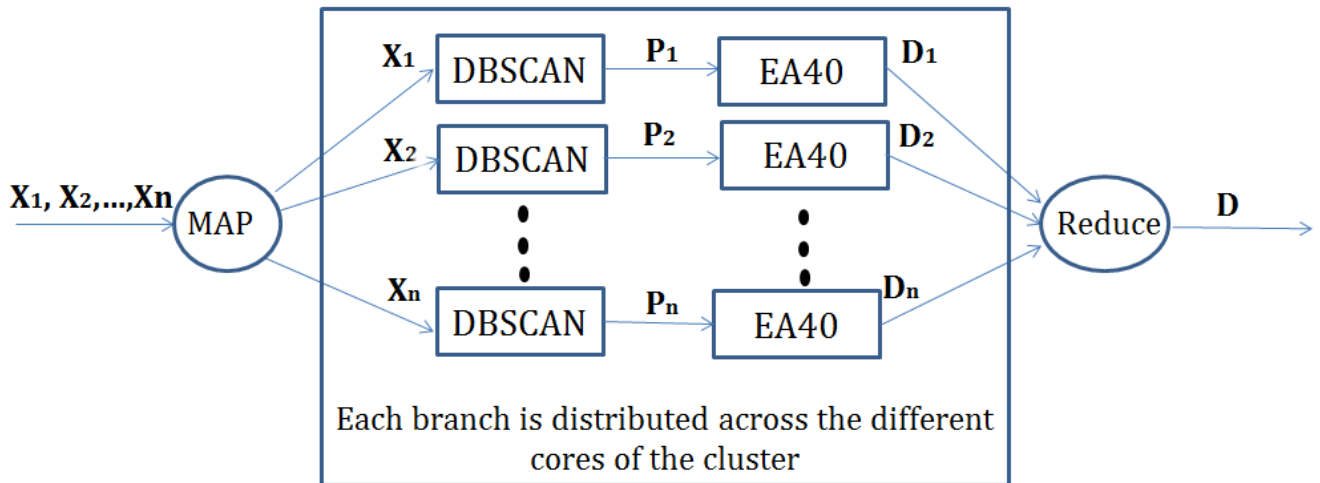 X1 DBSCAN P1 EA40 D1
X2 DBSCAN P2 EA40 D2
X1, X2,...,Xn MAP Reduce D
Xn DBSCAN Pn EA40 Dn
Each branch is distributed across the different
cores of the cluster